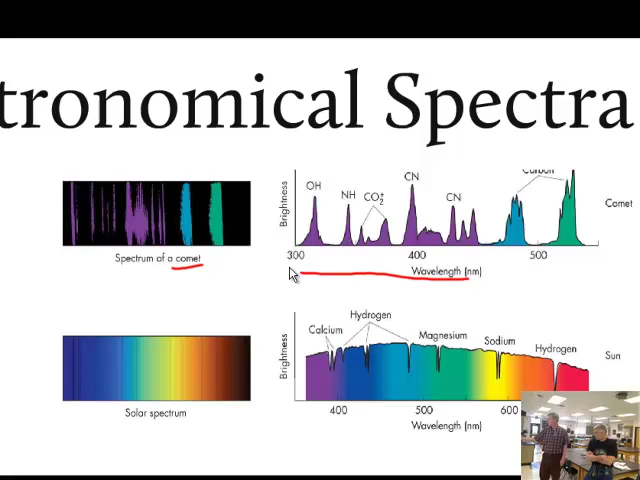 tronomical Spectra
OH
NH
CO2+
CN
CN
Carbon
Brightness
Comet
300
400
500
Wavelength (nm)
Spectrum of a comet
Calcium
Hydrogen
Magnesium
Sodium
Hydrogen
Brightness
Sun
400
500
600
Wavelength (nm)
Solar spectrum